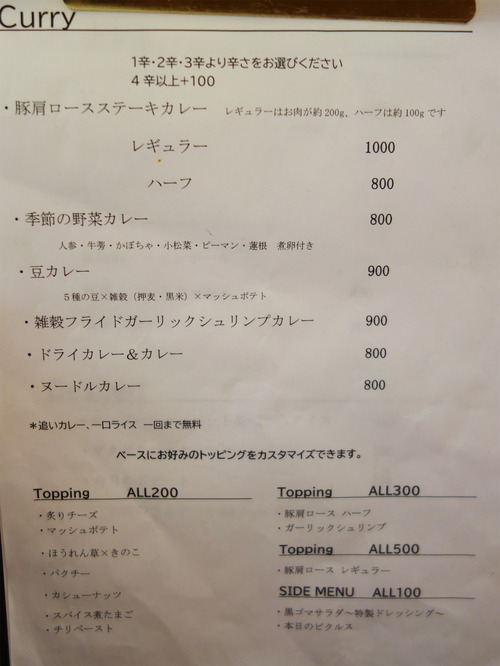 Curry
1辛・2辛・3辛より辛さをお選びください
4辛以上+100
・豚肩ロースステーキカレー レギュラーはお肉が約200g、ハーフは約100gです
レギュラー 1000
ハーフ 800
・季節の野菜カレー 800
人参・牛蒡・かぼちゃ・小松菜・ピーマン・蓮根 煮卵付き
・豆カレー 900
5種の豆×雑穀(押麦・黒米)×マッシュポテト
・雑穀フライドガーリックシュリンプカレー 900
・ドライカレー&カレー 800
・ヌードルカレー 800
*追いカレー、一口ライス 一回まで無料
ベースにお好みのトッピングをカスタマイズできます。
Topping ALL200
・炙りチーズ
・マッシュポテト
・ほうれん草×きのこ
・パクチー
・カシューナッツ
・スパイス煮たまご
・チリペースト
Topping ALL300
・豚肩ロース ハーフ
・ガーリックシュリンプ
Topping ALL500
・豚肩ロース レギュラー
SIDE MENU ALL100
・黒ゴマサラダ~特製ドレッシング~
・本日のピクルス